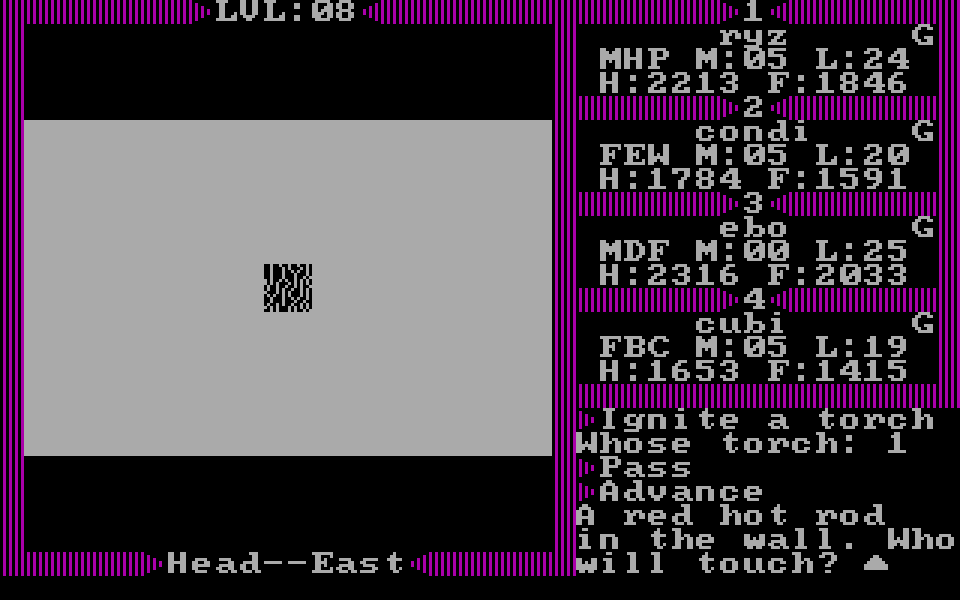 LVL:08
Head--East
1
ryz G
MHP M:05 L:24
H:2213 F:1846
2
condi G
FEW M:05 L:20
H:1784 F:1591
3
ebo G
MDF M:00 L:25
H:2316 F:2033
4
cubi G
FBC M:05 L:19
H:1653 F:1415
Ignite a torch
Whose torch: 1
Pass
Advance
A red hot rod
in the wall. Who
will touch?